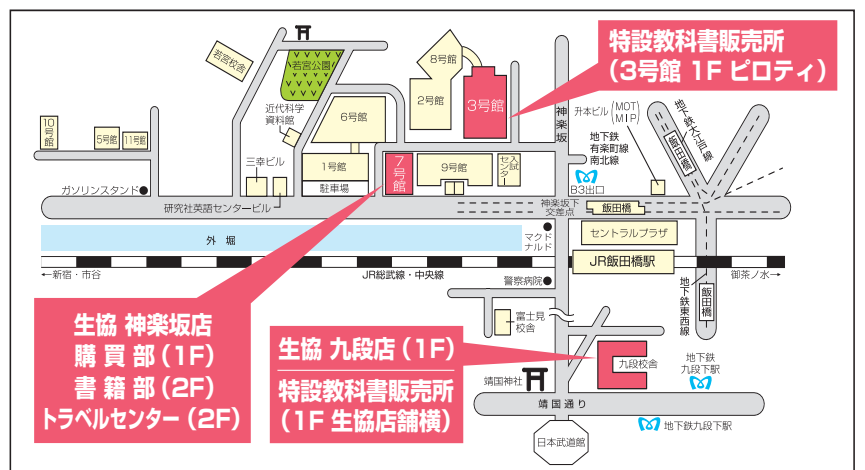 特設教科書販売所
(3号館 1F ピロティ)
若宮校舎
若宮公園
8号館
2号館
3号館
神楽坂
升本ビル
(MOT
MIP)
地下鉄大江戸線
飯田橋
10号館
5号館
11号館
近代科学
資料館
6号館
地下鉄
有楽町線
南北線
三幸ビル
1号館
駐車場
7号館
9号館
入試
センター
B3出口
ガソリンスタンド
研究社英語センタービル
神楽坂下
交差点
飯田橋
セントラルプラザ
外堀
マクド
ナルド
JR飯田橋駅
←新宿・市谷
JR総武線・中央線
御茶ノ水→
警察病院
地下鉄東西線
飯田橋
富士見
校舎
生協 神楽坂店
購買部(1F)
書籍部(2F)
トラベルセンター(2F)
生協 九段店(1F)
特設教科書販売所
(1F 生協店舗横)
九段校舎
地下鉄
九段下駅
靖国神社
靖国通り
地下鉄九段下駅
日本武道館